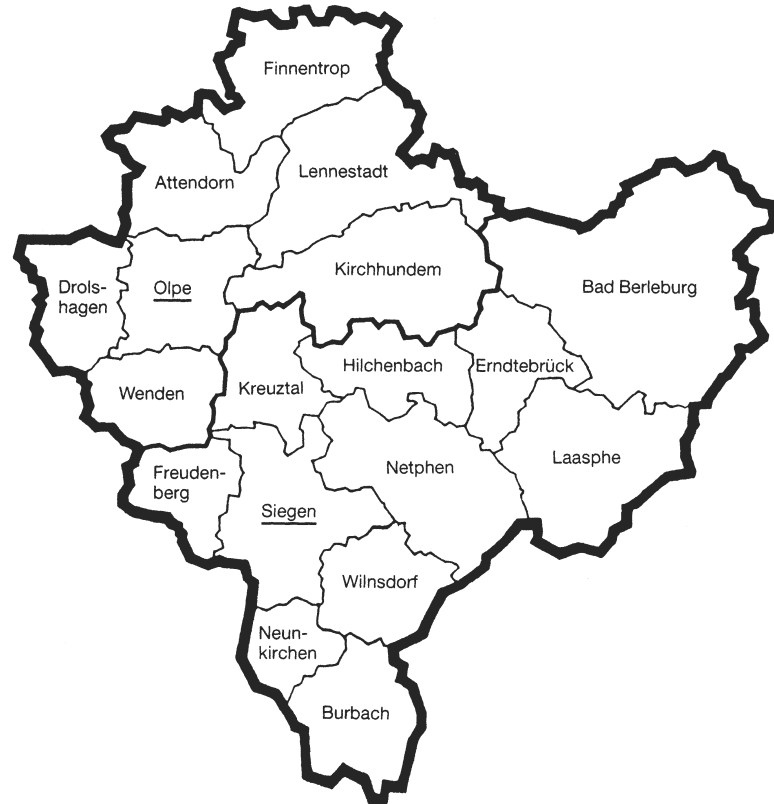 Finnentrop
Lennestadt
Attendorn
Kirchhundem
Drols-
hagen
Olpe
Bad Berleburg
Hilchenbach
Erndtebrück
Wenden
Kreuztal
Laasphe
Netphen
Freuden-
berg
Siegen
Wilnsdorf
Neun-
kirchen
Burbach